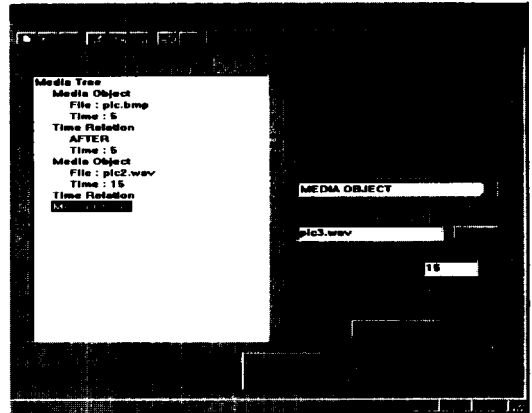 Media Tree
Media Object
File : pic.bmp
Time : 5
Time Relation
AFTER
Time : 5
Media Object
File : pic2.wav
Time : 15
Time Relation
MEDIA OBJECT
pic3.wav
15